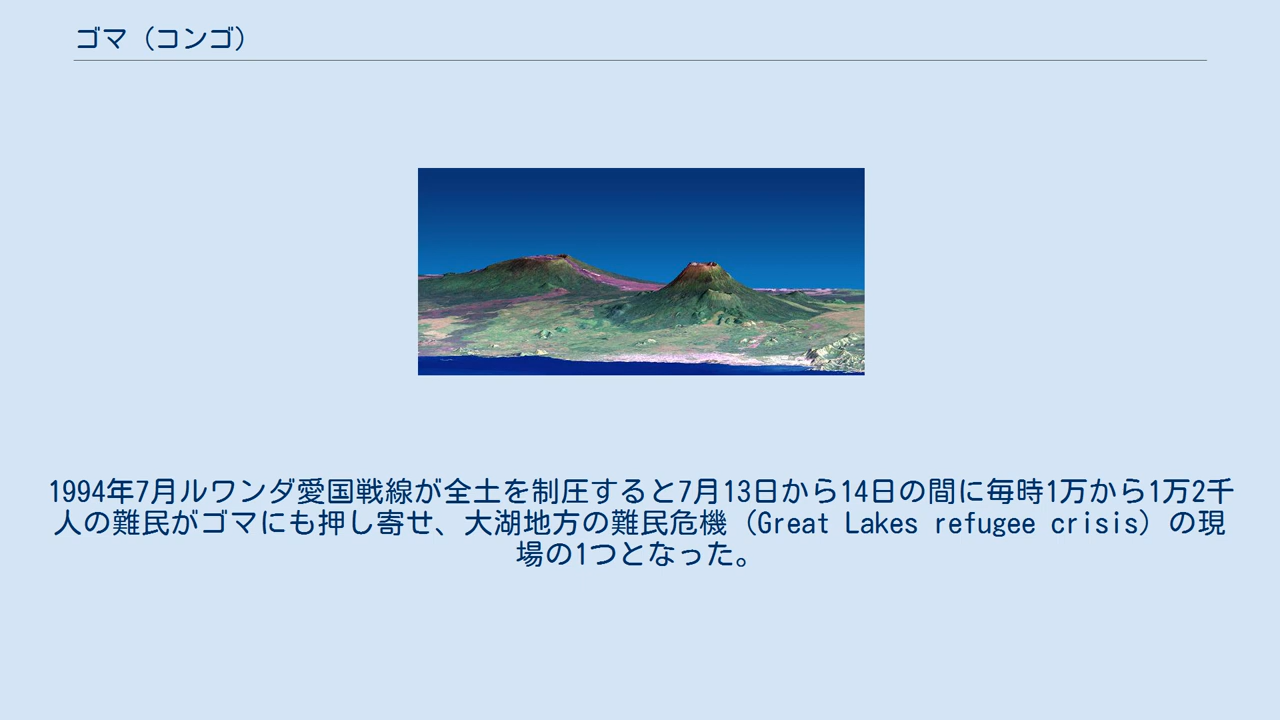 ゴマ（コンゴ）
1994年7月ルワンダ愛国戦線が全土を制圧すると7月13日から14日の間に毎時1万から1万2千
人の難民がゴマにも押し寄せ、大湖地方の難民危機（Great Lakes refugee crisis）の現
場の1つとなった。